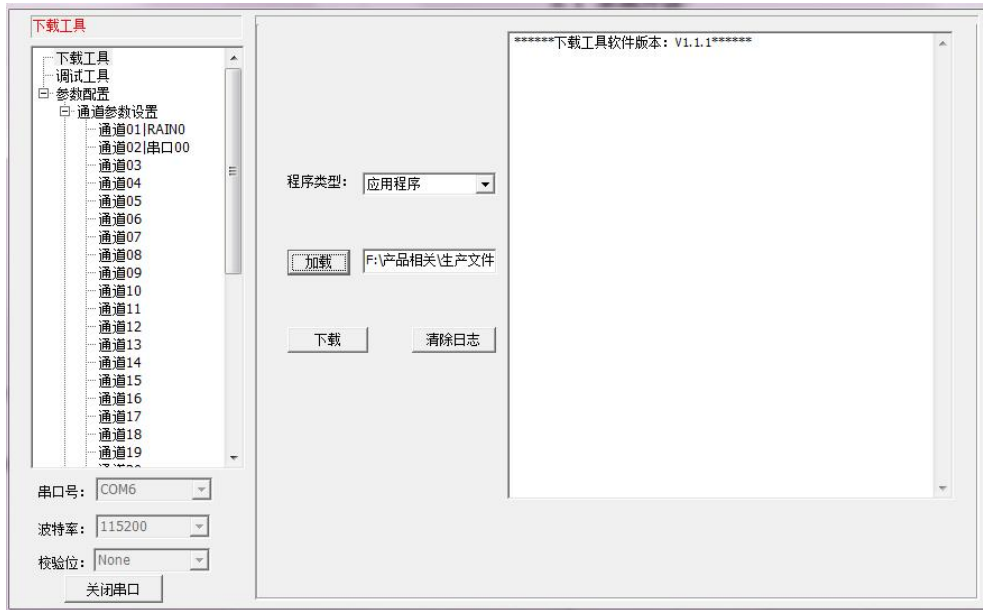 下载工具
下载工具
调试工具
参数配置
通道参数设置
通道01|RAIN0
通道02|串口00
通道03
通道04
通道05
通道06
通道07
通道08
通道09
通道10
通道11
通道12
通道13
通道14
通道15
通道16
通道17
通道18
通道19
串口号: COM6
波特率: 115200
校验位: None
关闭串口
程序类型: 应用程序
加载 F:\产品相关\生产文件
下载 清除日志
******下载工具软件版本: V1.1.1******